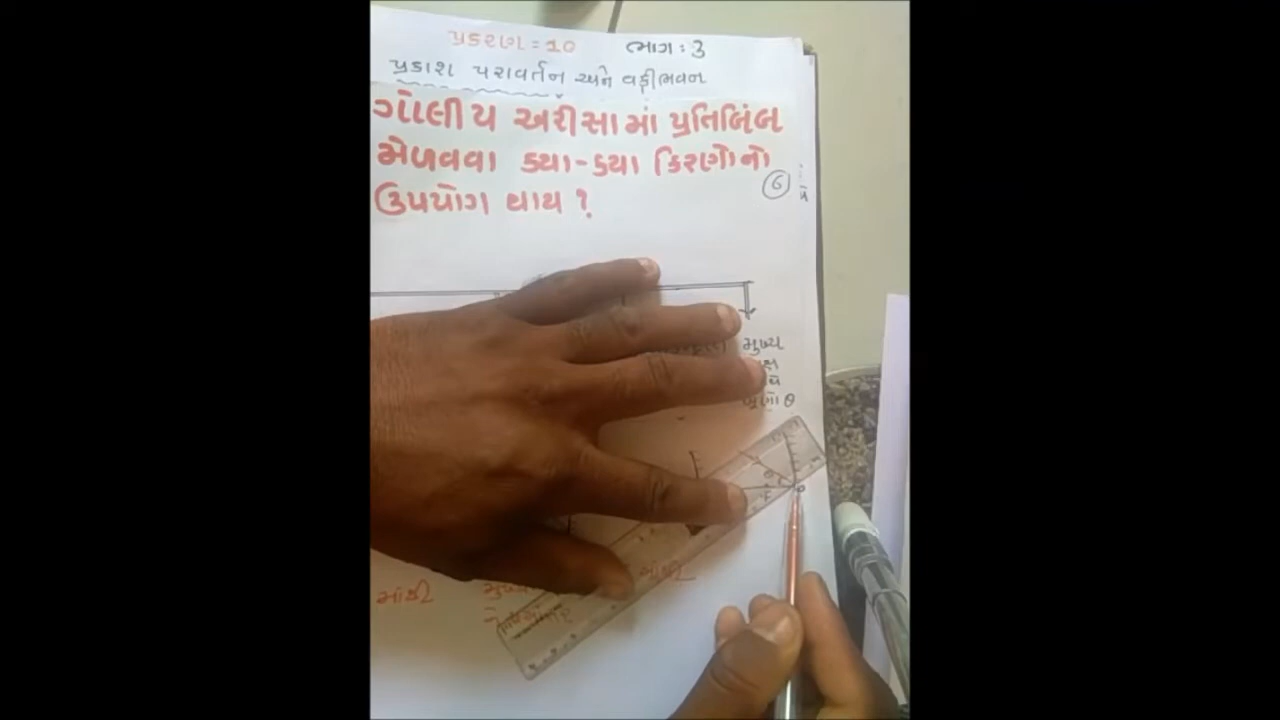 પ્રકરણ = 10 ભાગ : 3
પ્રકાશ પરાવર્તન અને વક્રીભવન
ગોલીય અરીસામાં પ્રતિબિંબ
મેળવવા ક્યા-ક્યા કિરણોનો
ઉપયોગ થાય ?
6
મુખ્ય
ખૂણો θ
θ
F
P
માંથી
માંથી